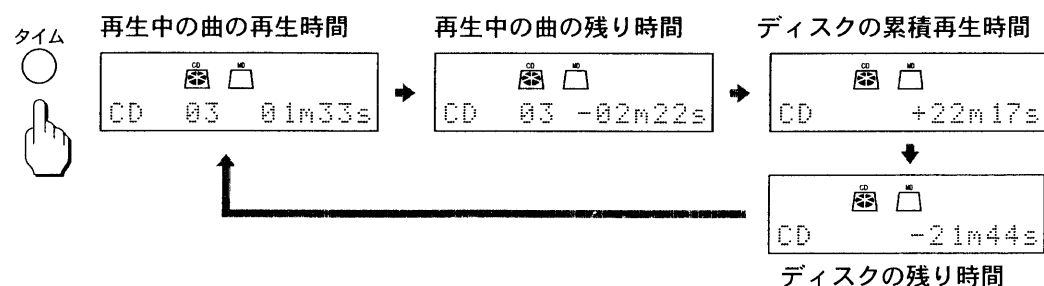 タイム
再生中の曲の再生時間
CD MD
CD 03 01m33s
再生中の曲の残り時間
CD MD
CD 03 -02m22s
ディスクの累積再生時間
CD MD
CD +22m17s
CD MD
CD -21m44s
ディスクの残り時間